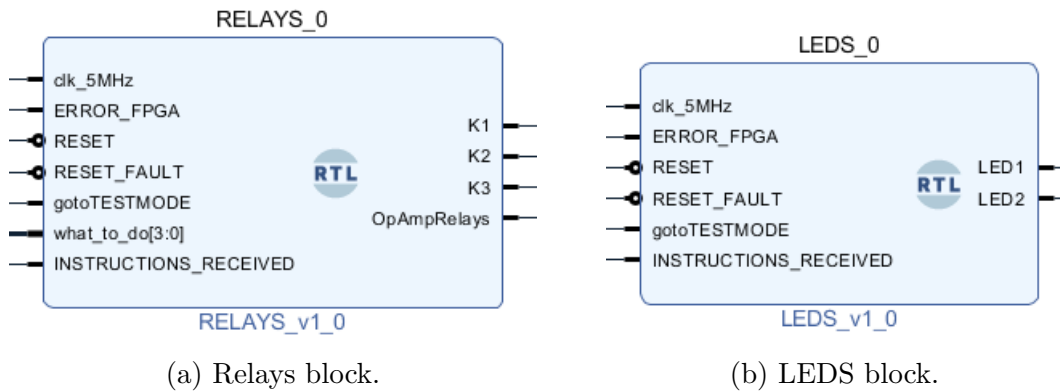 RELAYS_0
clk_5MHz
ERROR_FPGA
RESET
RESET_FAULT
gotoTESTMODE
what_to_do[3:0]
INSTRUCTIONS_RECEIVED
RTL
K1
K2
K3
OpAmpRelays
RELAYS_v1_0
(a) Relays block.
LEDS_0
clk_5MHz
ERROR_FPGA
RESET
RESET_FAULT
gotoTESTMODE
INSTRUCTIONS_RECEIVED
RTL
LED1
LED2
LEDS_v1_0
(b) LEDS block.